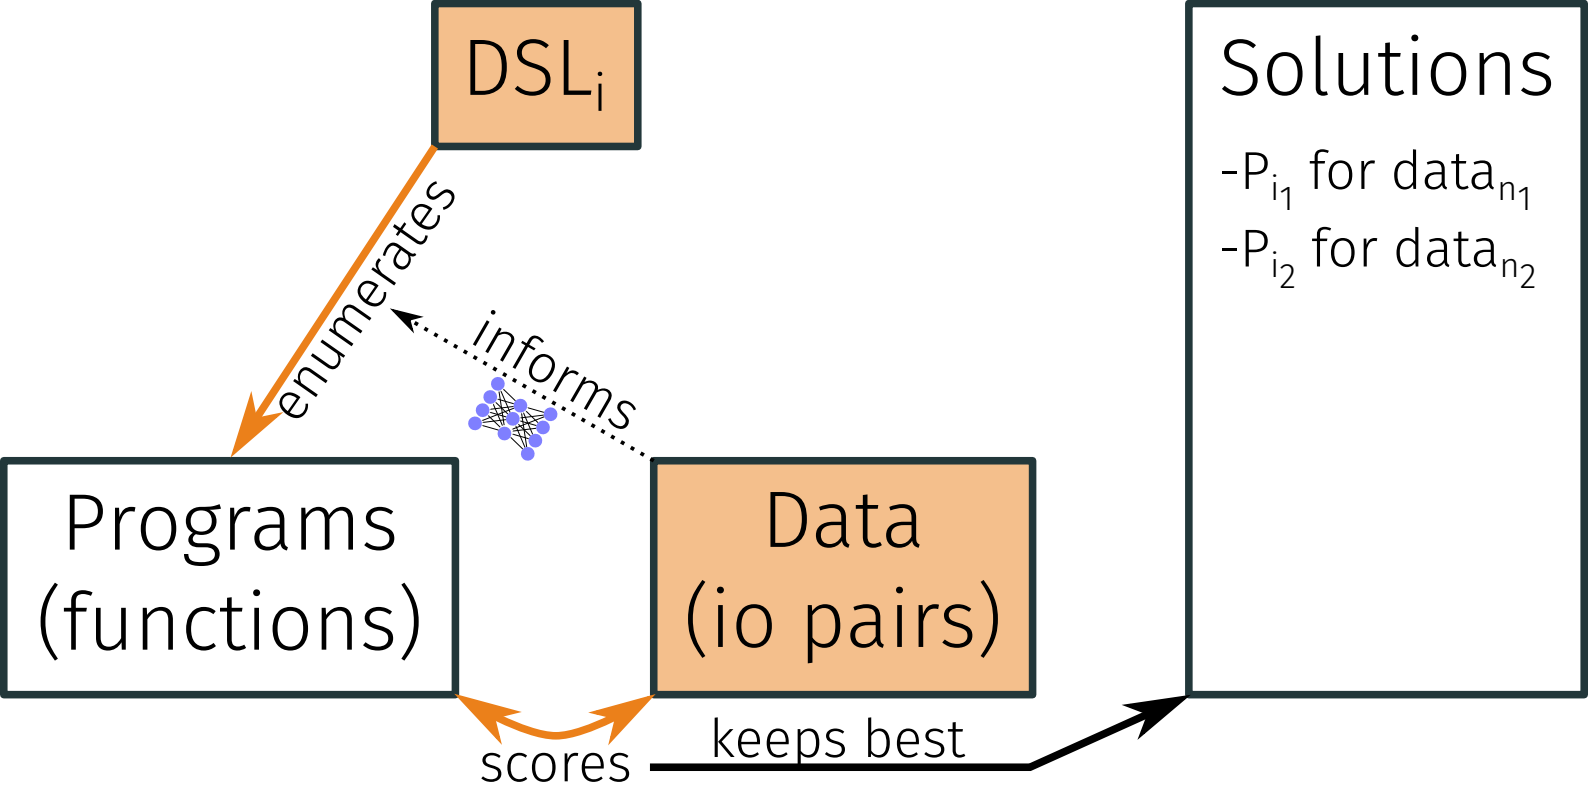 DSLi
enumerates
informs
Programs
(functions)
Data
(io pairs)
scores
keeps best
Solutions
-Pi1 for datan1
-Pi2 for datan2